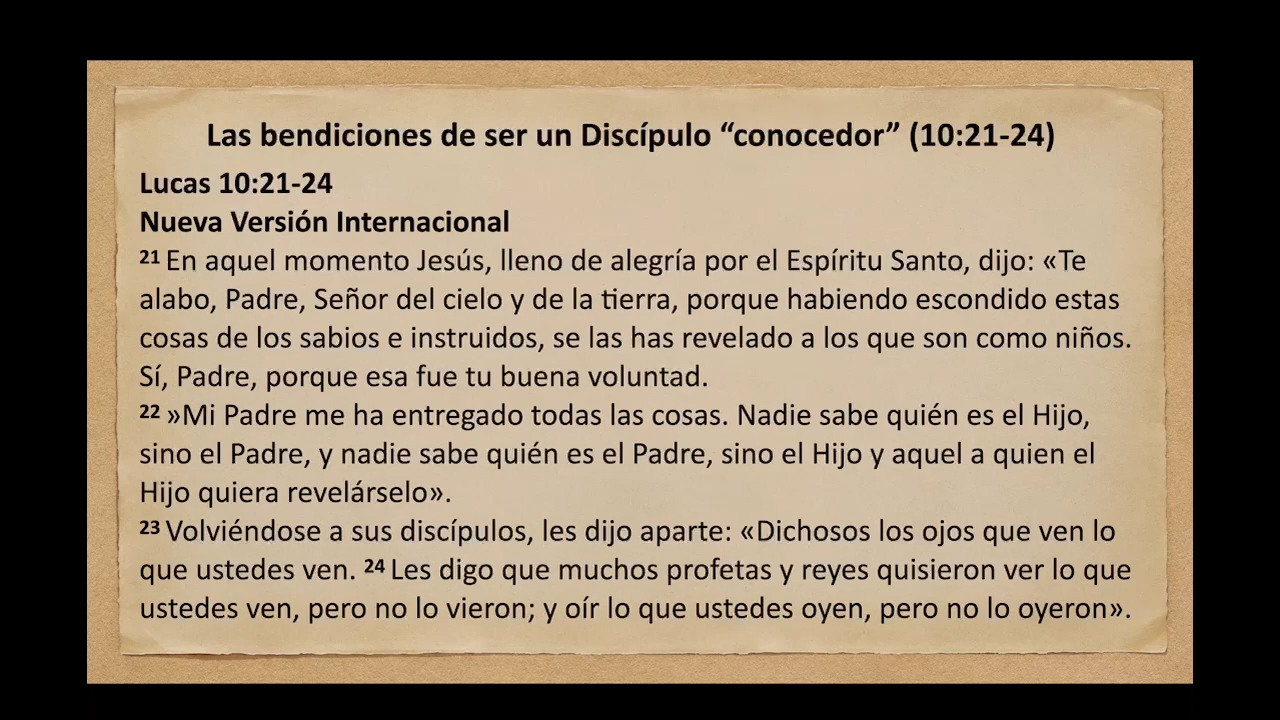 Las bendiciones de ser un Discípulo “conocedor” (10:21-24)
Lucas 10:21-24
Nueva Versión Internacional
21 En aquel momento Jesús, lleno de alegría por el Espíritu Santo, dijo: «Te
alabo, Padre, Señor del cielo y de la tierra, porque habiendo escondido estas
cosas de los sabios e instruidos, se las has revelado a los que son como niños.
Sí, Padre, porque esa fue tu buena voluntad.
22 »Mi Padre me ha entregado todas las cosas. Nadie sabe quién es el Hijo,
sino el Padre, y nadie sabe quién es el Padre, sino el Hijo y aquel a quien el
Hijo quiera revelárselo».
23 Volviéndose a sus discípulos, les dijo aparte: «Dichosos los ojos que ven lo
que ustedes ven. 24 Les digo que muchos profetas y reyes quisieron ver lo que
ustedes ven, pero no lo vieron; y oír lo que ustedes oyen, pero no lo oyeron».